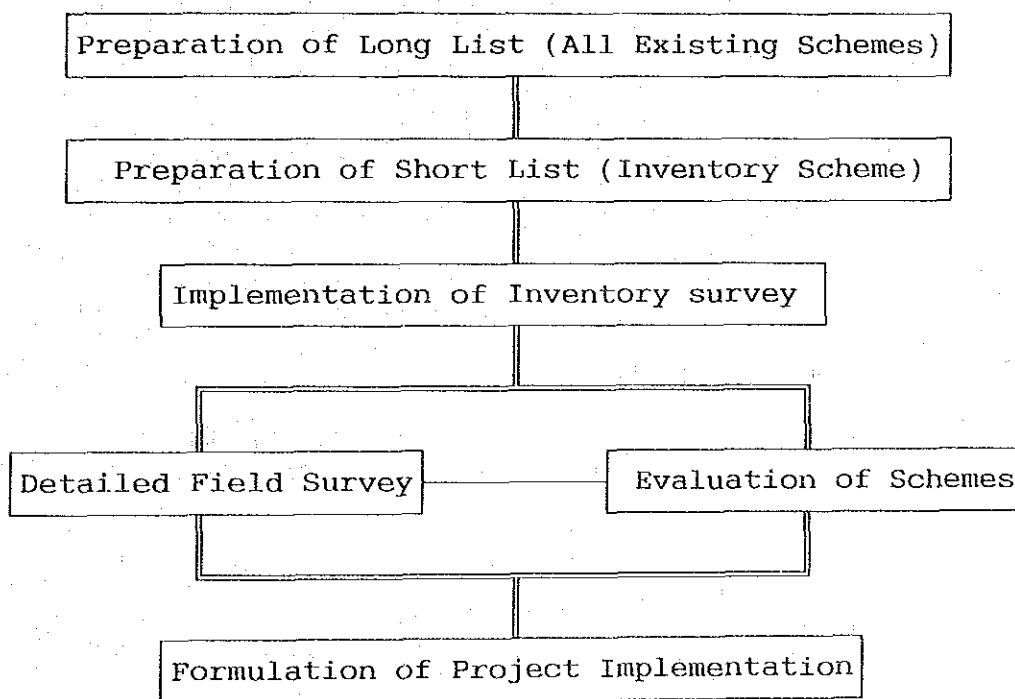 Preparation of Long List (All Existing Schemes)
Preparation of Short List (Inventory Scheme)
Implementation of Inventory survey
Detailed Field Survey
Evaluation of Schemes
Formulation of Project Implementation